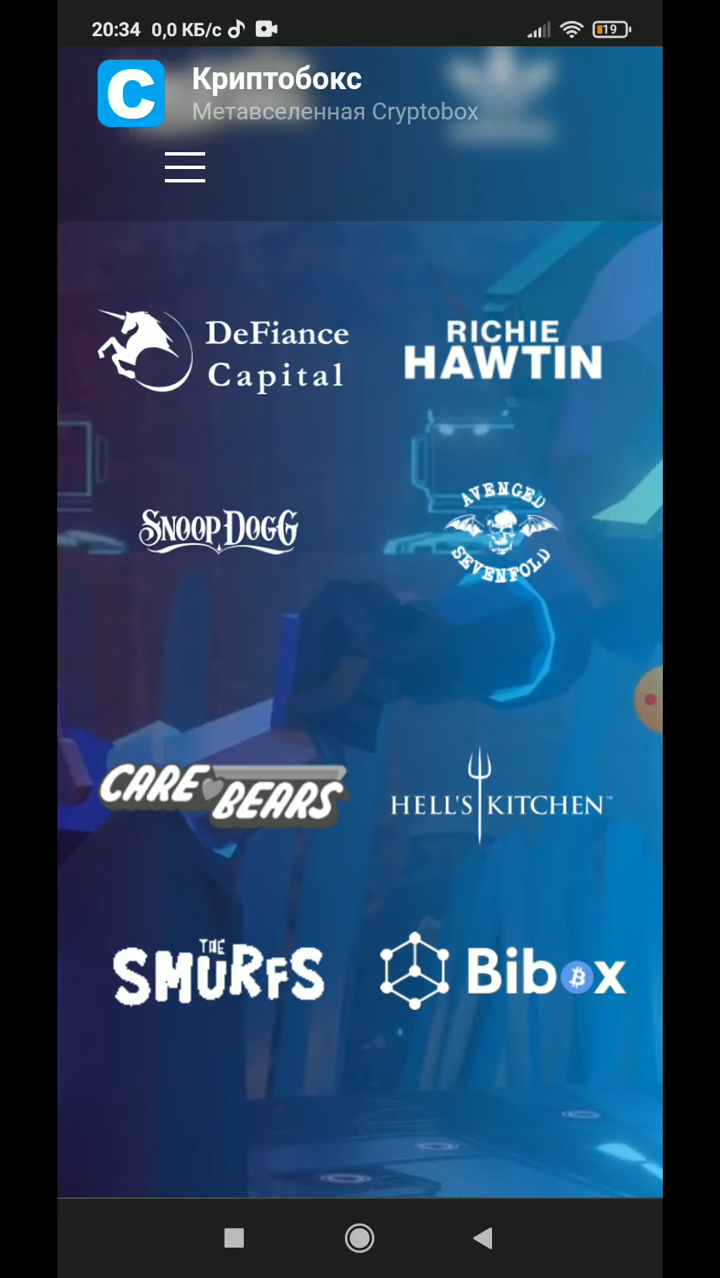 20:34 0,0 КБ/с 19
C Криптобокс
Метавселенная Cryptobox
DeFiance
Capital
RICHIE
HAWTIN
SNOOP DOGG
AVENGED
SEVENFOLD
CARE BEARS
HELL'S KITCHEN™
THE
SMURFS
Bibox